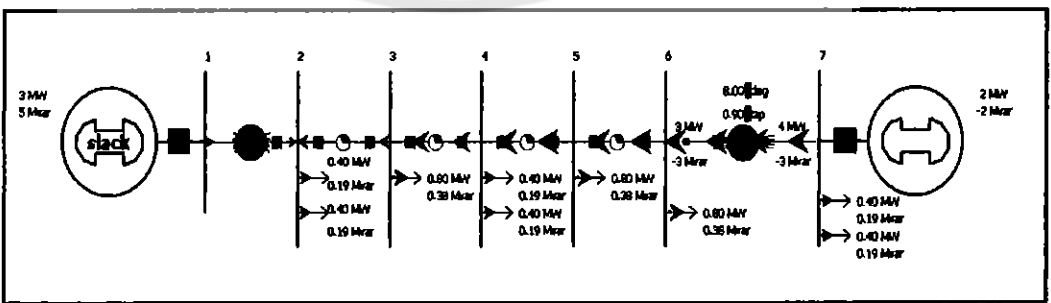 1
2
3
4
5
6
7
3 MW
5 Mvar
slack
0.40 MW
0.19 Mvar
0.40 MW
0.19 Mvar
0.80 MW
0.38 Mvar
0.40 MW
0.19 Mvar
0.40 MW
0.19 Mvar
0.80 MW
0.38 Mvar
3 MW
-3 Mvar
0.80 MW
0.38 Mvar
8.00 deg
0.90 tap
4 MW
-3 Mvar
0.40 MW
0.19 Mvar
0.40 MW
0.19 Mvar
2 MW
-2 Mvar